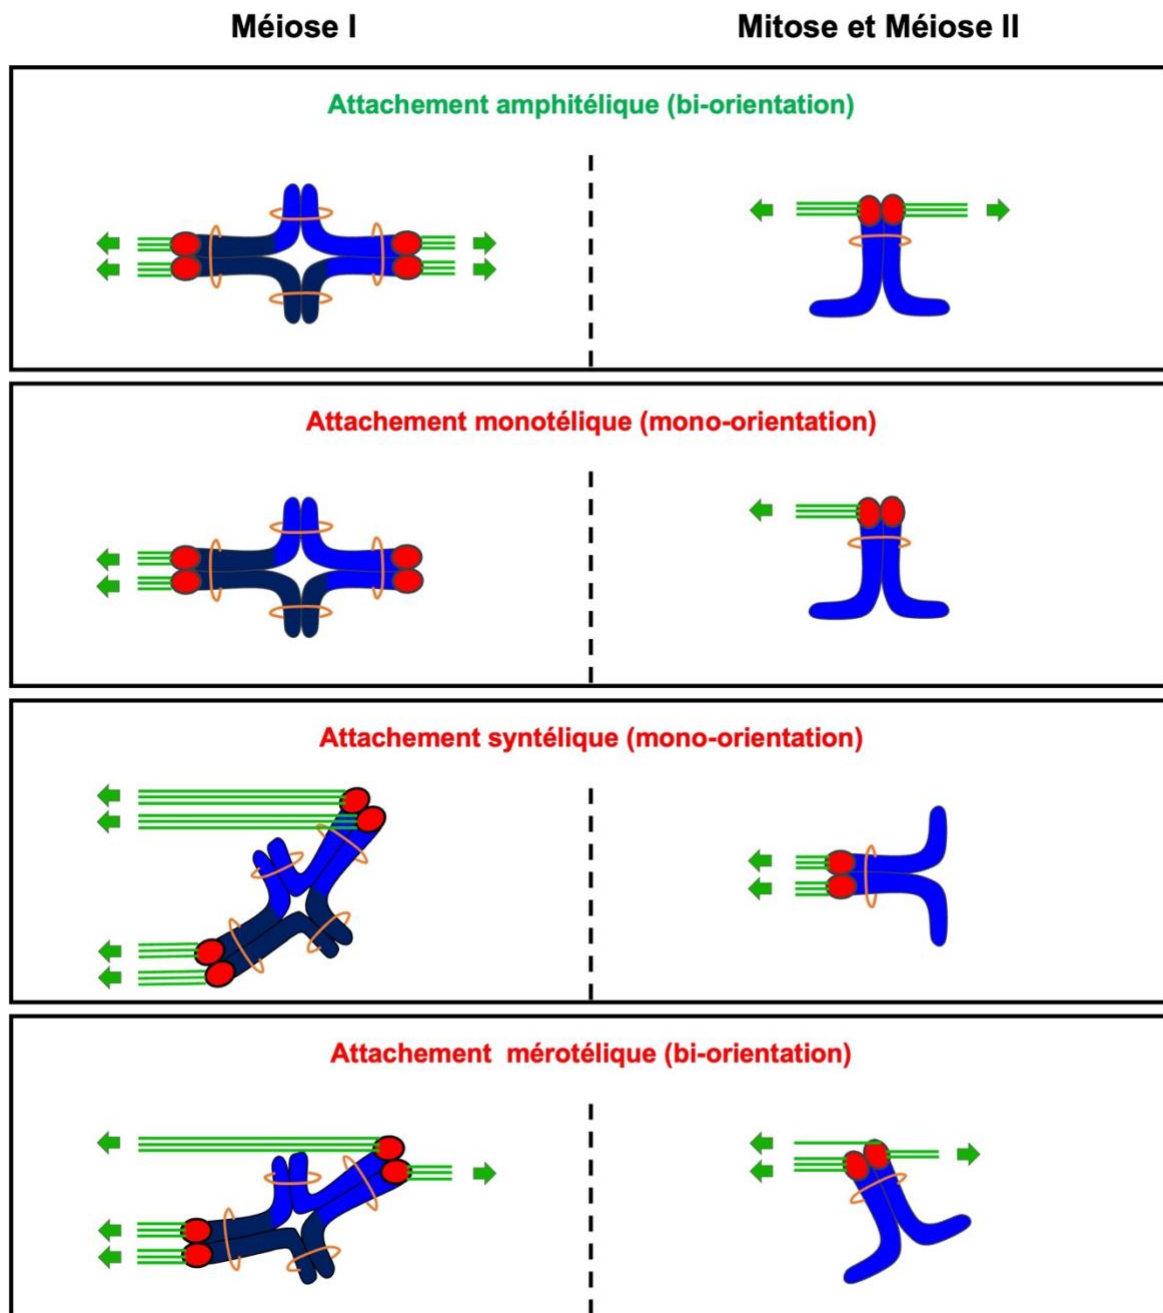 Méiose I
Mitose et Méiose II
Attachement amphitélique (bi-orientation)
Attachement monotélique (mono-orientation)
Attachement syntélique (mono-orientation)
Attachement mérotélique (bi-orientation)